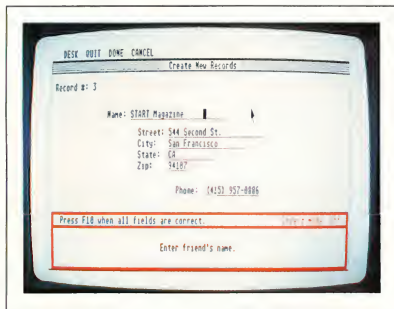 DESK QUIT DONE CANCEL
Create New Records
Record #: 3
Name: START Magazine
Street: 544 Second St.
City: San Francisco
State: CA
Zip: 94107
Phone: (415) 957-0886
Press F10 when all fields are correct.
Enter friend's name.